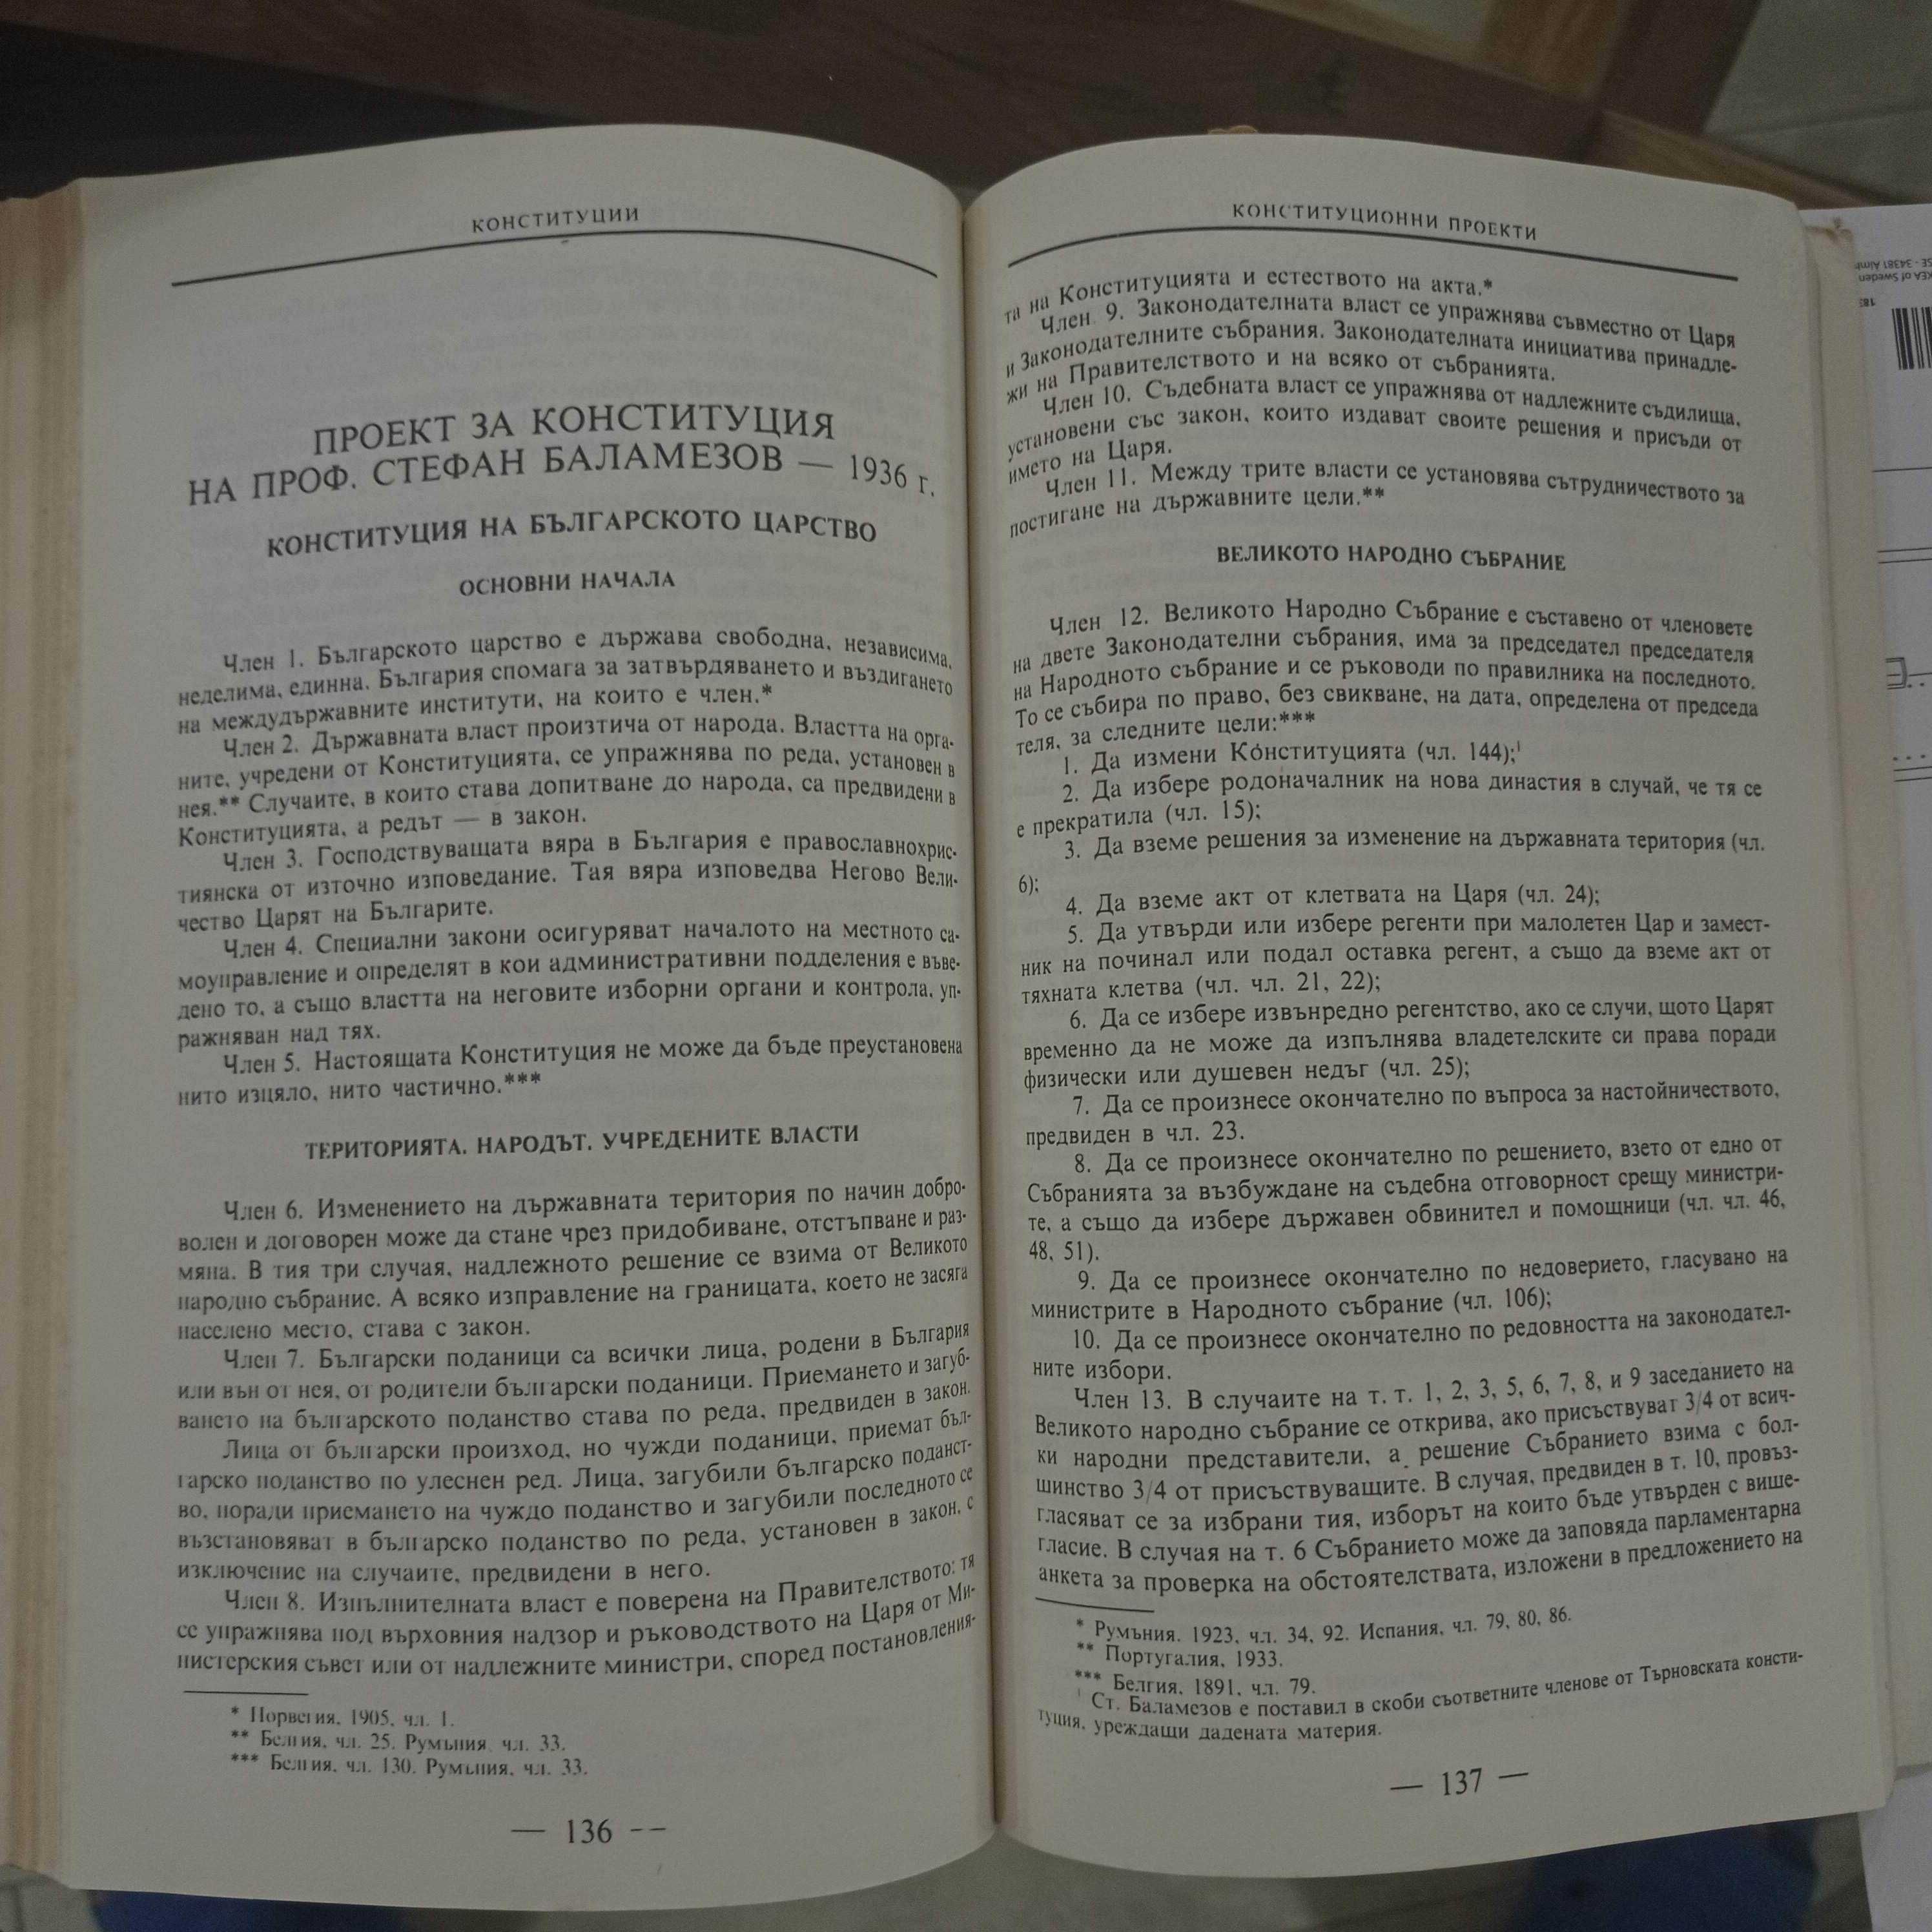 КОНСТИТУЦИИ
ПРОЕКТ ЗА КОНСТИТУЦИЯ
НА ПРОФ. СТЕФАН БАЛАМЕЗОВ — 1936 г.
КОНСТИТУЦИЯ НА БЪЛГАРСКОТО ЦАРСТВО
ОСНОВНИ НАЧАЛА
Член 1. Българското царство е държава свободна, независима,
неделима, единна. България спомага за затвърдяването и въздигането
на междудържавните институти, на които е член.*
Член 2. Държавната власт произтича от народа. Властта на орга-
ните, учредени от Конституцията, се упражнява по реда, установен в
нея.** Случаите, в които става допитване до народа, са предвидени в
Конституцията, а редът — в закон.
Член 3. Господствуващата вяра в България е православнохрис-
тиянска от източно изповедание. Тая вяра изповедва Негово Вели-
чество Царят на Българите.
Член 4. Специални закони осигуряват началото на местното са-
моуправление и определят в кои административни подделения е въве-
дено то, а също властта на неговите изборни органи и контрола, уп-
ражняван над тях.
Член 5. Настоящата Конституция не може да бъде преустановена
нито изцяло, нито частично.***
ТЕРИТОРИЯТА. НАРОДЪТ. УЧРЕДЕНИТЕ ВЛАСТИ
Член 6. Изменението на държавната територия по начин добро-
волен и договорен може да стане чрез придобиване, отстъпване и раз-
мяна. В тия три случая, надлежното решение се взима от Великото
народно събрание. А всяко изправление на границата, което не засяга
населено место, става с закон.
Член 7. Български поданици са всички лица, родени в България
или вън от нея, от родители български поданици. Приемането и загуб-
ването на българското поданство става по реда, предвиден в закон.
Лица от български произход, но чужди поданици, приемат бъл-
гарско поданство по улеснен ред. Лица, загубили българско поданст-
во, поради приемането на чуждо поданство и загубили последното се
възстановяват в българско поданство по реда, установен в закон, с
изключение на случаите, предвидени в него.
Член 8. Изпълнителната власт е поверена на Правителството: тя
се упражнява под върховния надзор и ръководството на Царя от Ми-
нистерския съвет или от надлежните министри, според постановления-
* Норвегия, 1905, чл. 1.
** Белгия, чл. 25. Румъния, чл. 33.
*** Белгия, чл. 130. Румъния, чл. 33.
— 136 --
КОНСТИТУЦИОННИ ПРОЕКТИ
та на Конституцията и естеството на акта.*
Член 9. Законодателната власт се упражнява съвместно от Царя
и Законодателните събрания. Законодателната инициатива принадле-
жи на Правителството и на всяко от събранията.
Член 10. Съдебната власт се упражнява от надлежните съдилища,
установени със закон, които издават своите решения и присъди от
името на Царя.
Член 11. Между трите власти се установява сътрудничеството за
постигане на държавните цели.**
ВЕЛИКОТО НАРОДНО СЪБРАНИЕ
Член 12. Великото Народно Събрание е съставено от членовете
на двете Законодателни събрания, има за председател председателя
на Народното събрание и се ръководи по правилника на последното.
То се събира по право, без свикване, на дата, определена от председа
теля, за следните цели:***
1. Да измени Конституцията (чл. 144);¹
2. Да избере родоначалник на нова династия в случай, че тя се
е прекратила (чл. 15);
3. Да вземе решения за изменение на държавната територия (чл.
6);
4. Да вземе акт от клетвата на Царя (чл. 24);
5. Да утвърди или избере регенти при малолетен Цар и замест-
ник на починал или подал оставка регент, а също да вземе акт от
тяхната клетва (чл. чл. 21, 22);
6. Да се избере извънредно регентство, ако се случи, щото Царят
временно да не може да изпълнява владетелските си права поради
физически или душевен недъг (чл. 25);
7. Да се произнесе окончателно по въпроса за настойничеството,
предвиден в чл. 23.
8. Да се произнесе окончателно по решението, взето от едно от
Събранията за възбуждане на съдебна отговорност срещу министри-
те, а също да избере държавен обвинител и помощници (чл. чл. 46,
48, 51).
9. Да се произнесе окончателно по недоверието, гласувано на
министрите в Народното събрание (чл. 106);
10. Да се произнесе окончателно по редовността на законодател-
ните избори.
Член 13. В случаите на т. т. 1, 2, 3, 5, 6, 7, 8, и 9 заседанието на
Великото народно събрание се открива, ако присъствуват 3/4 от всич-
ки народни представители, а решение Събранието взима с бол-
шинство 3/4 от присъствуващите. В случая, предвиден в т. 10, провъз-
гласяват се за избрани тия, изборът на които бъде утвърден с више-
гласие. В случая на т. 6 Събранието може да заповяда парламентарна
анкета за проверка на обстоятелствата, изложени в предложението на
* Румъния. 1923, чл. 34, 92. Испания, чл. 79, 80, 86.
** Португалия, 1933.
*** Белгия, 1891, чл. 79.
¹ Ст. Баламезов е поставил в скоби съответните членове от Търновската консти-
туция, уреждащи дадената материя.
— 137 —
of Sweden
34381